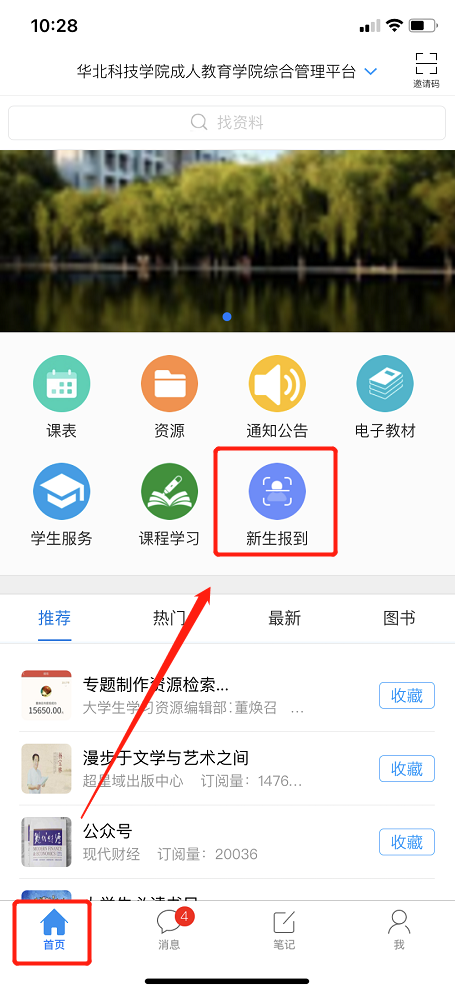 10:28
华北科技学院成人教育学院综合管理平台
邀请码
找资料
课表 资源 通知公告 电子教材
学生服务 课程学习 新生报到
推荐 热门 最新 图书
专题制作资源检索...
15650.00.
大学生学习资源编辑部:董焕召 ...
收藏
漫步于文学与艺术之间
超星域出版中心 订阅量：1476...
收藏
公众号
现代财经 订阅量：20036
收藏
4
首页 消息 笔记 我